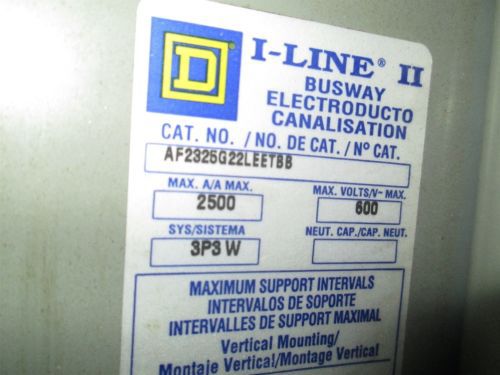 D
I-LINE® II
BUSWAY
ELECTRODUCTO
CANALISATION
CAT. NO. / NO. DE CAT. / Nº CAT.
AF2325G22LEETBB
MAX. A/A MAX.
MAX. VOLTS/V~ MAX.
2500
600
SYS/SISTEMA
NEUT. CAP./CAP. NEUT.
3P3W
MAXIMUM SUPPORT INTERVALS
INTERVALOS DE SOPORTE
INTERVALLES DE SUPPORT MAXIMAL
Vertical Mounting/
Montaje Vertical/Montage Vertical